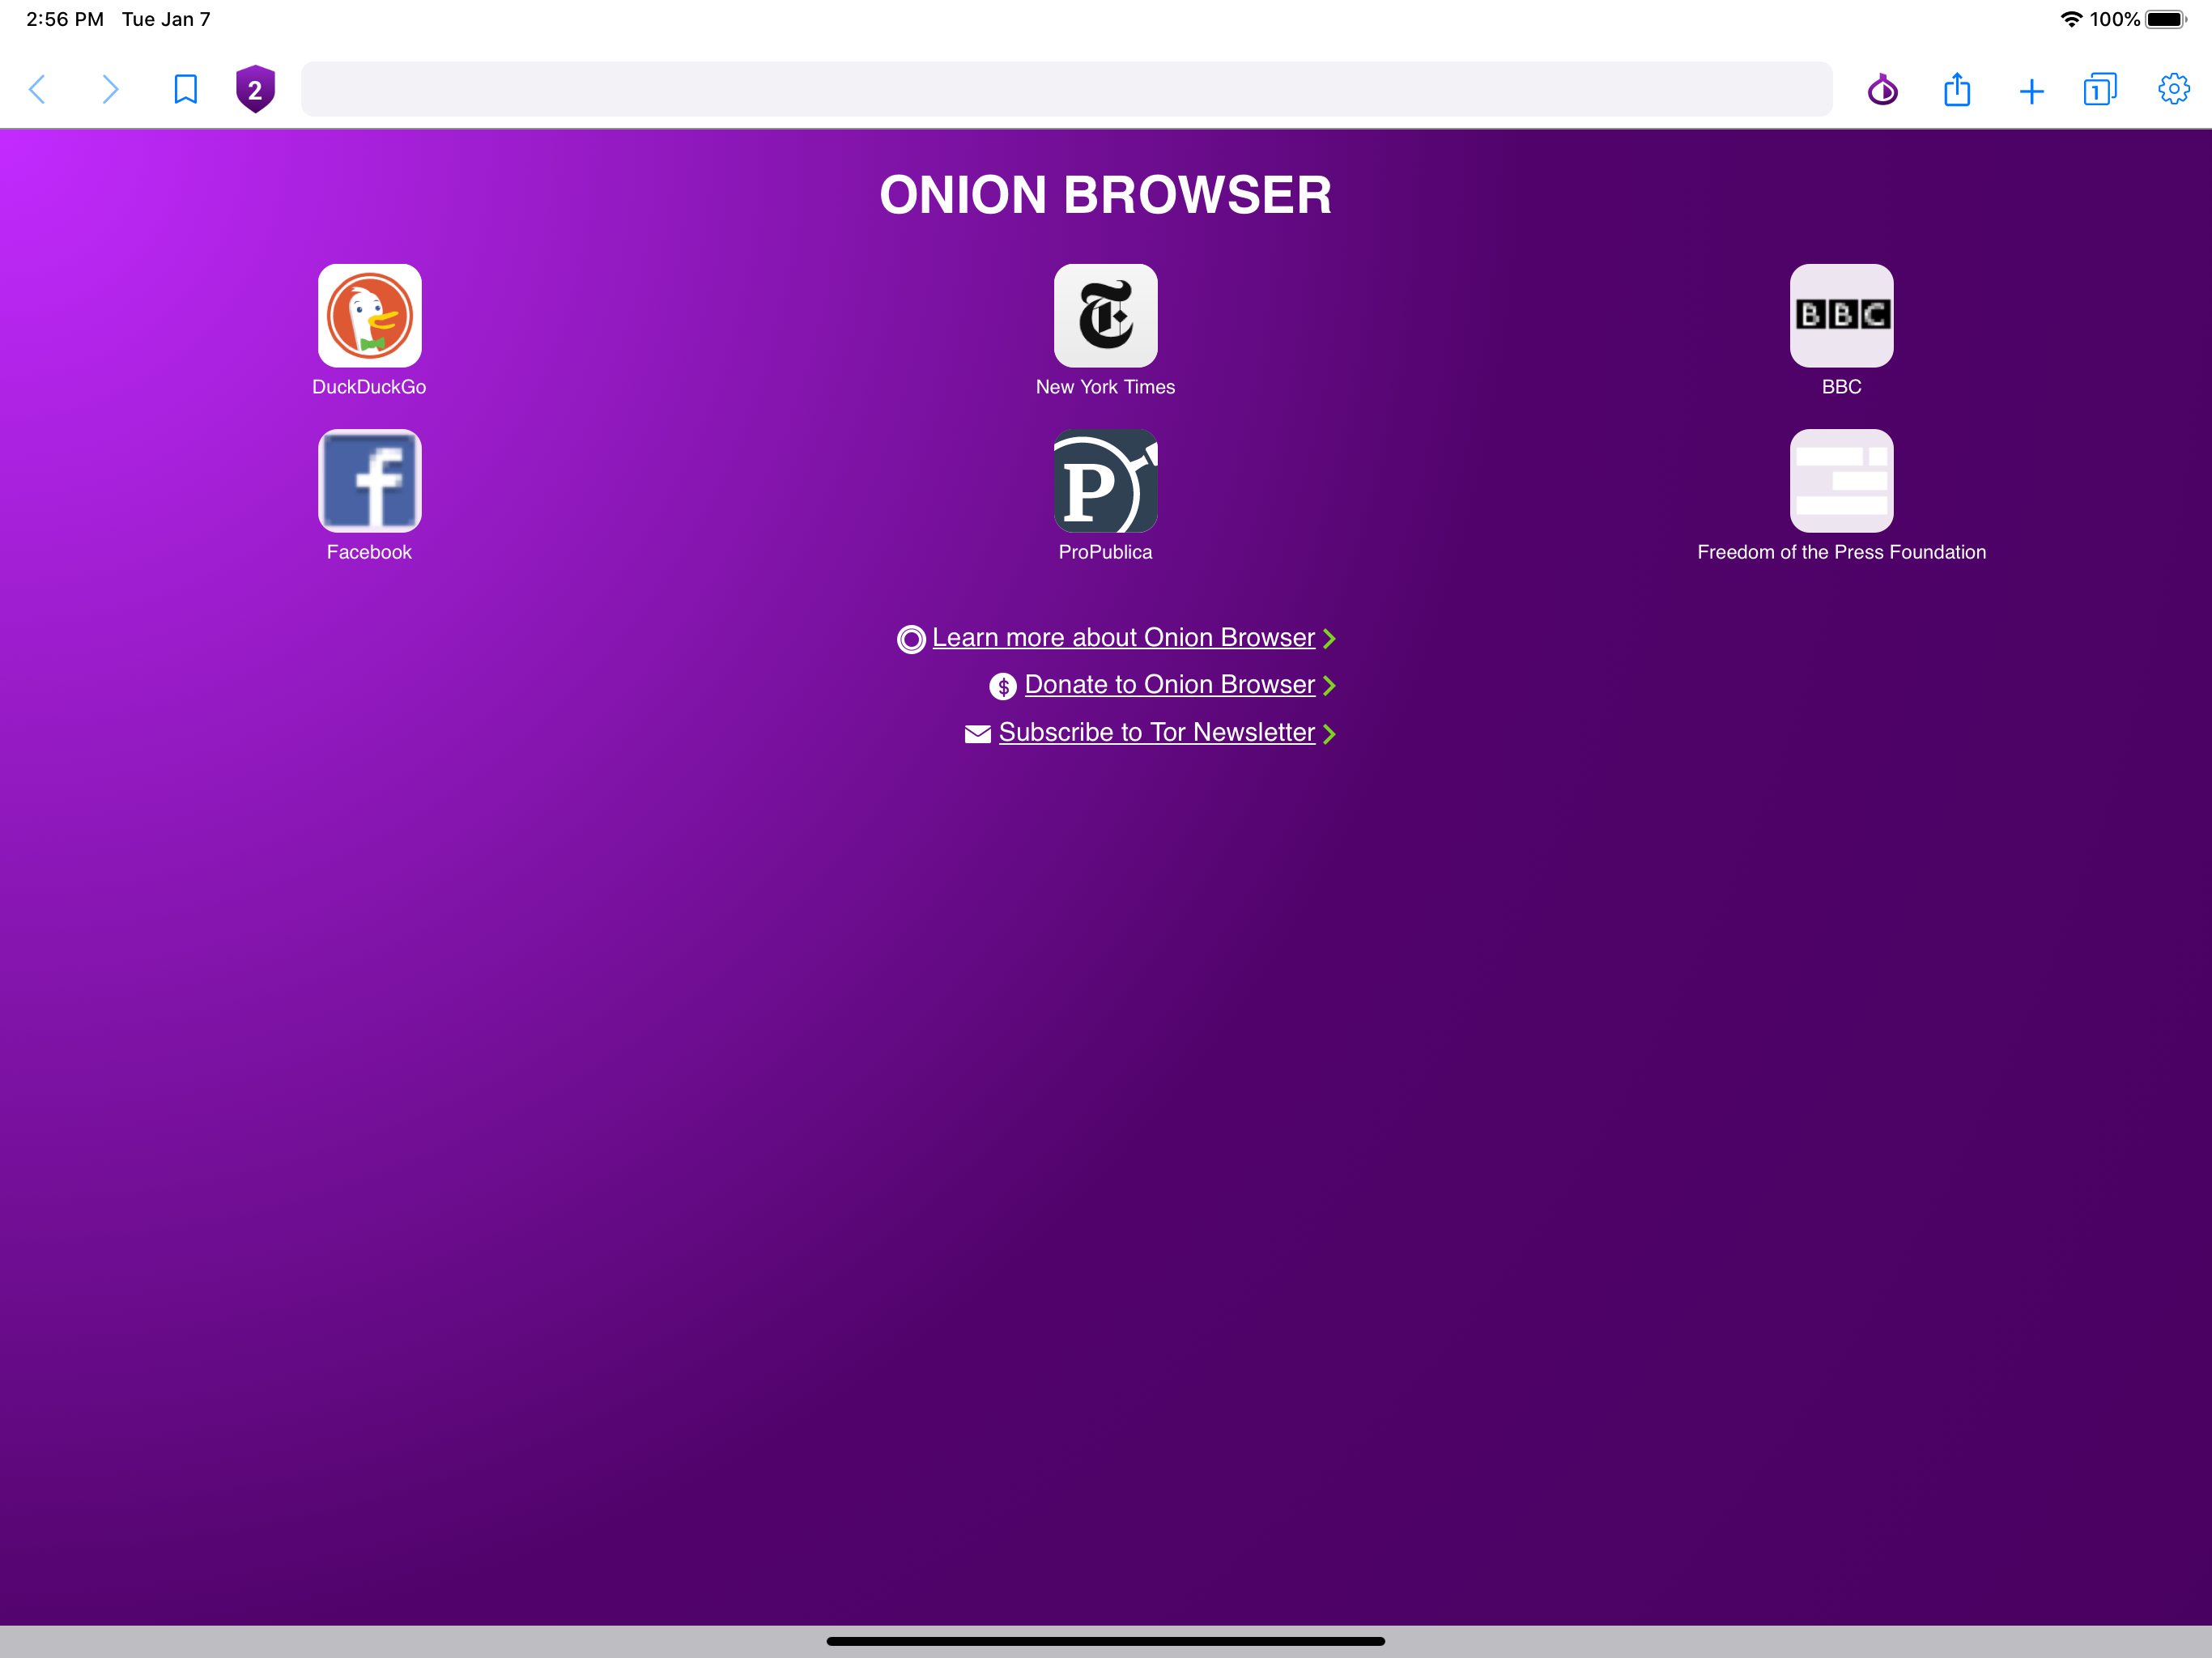 2:56 PM Tue Jan 7 100%
2 1
ONION BROWSER
DuckDuckGo New York Times BBC
Facebook ProPublica Freedom of the Press Foundation
Learn more about Onion Browser
Donate to Onion Browser
Subscribe to Tor Newsletter